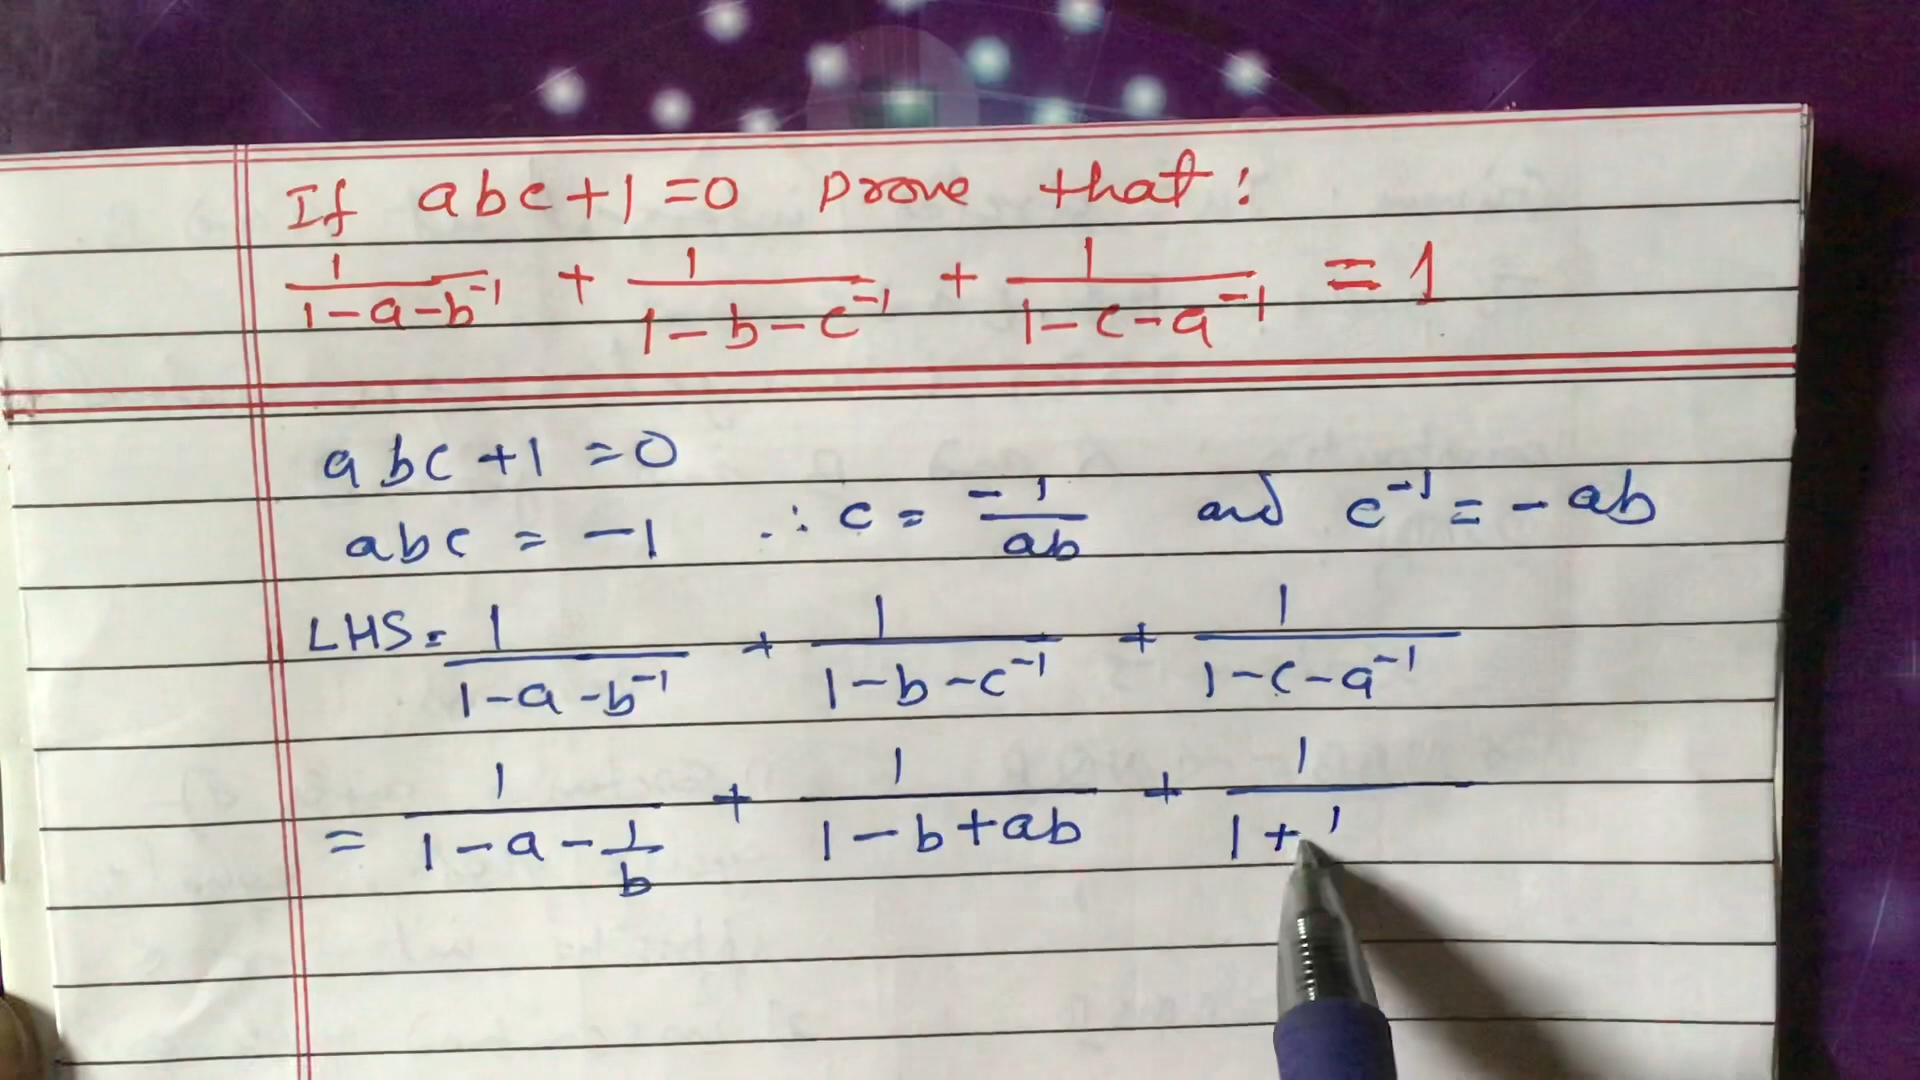 If abc+1=0 prove that:
1/(1-a-b⁻¹) + 1/(1-b-c⁻¹) + 1/(1-c-a⁻¹) = 1
abc+1=0
abc = -1 ∴ c = -1/ab and c⁻¹ = -ab
LHS = 1/(1-a-b⁻¹) + 1/(1-b-c⁻¹) + 1/(1-c-a⁻¹)
= 1/(1-a-1/b) + 1/(1-b+ab) + 1/(1+1